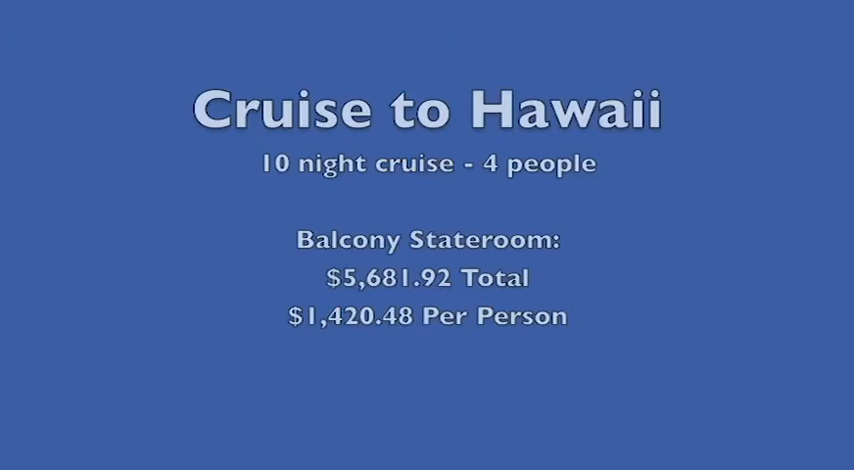 Cruise to Hawaii
10 night cruise - 4 people
Balcony Stateroom:
$5,681.92 Total
$1,420.48 Per Person